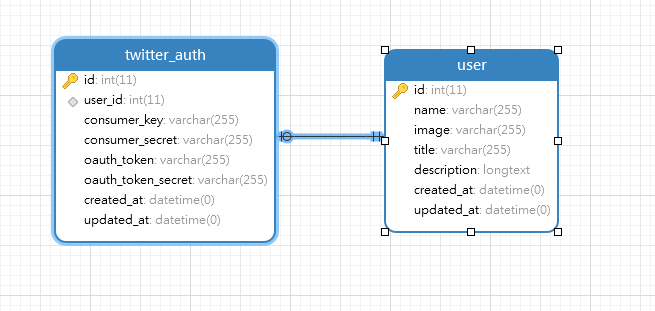 twitter_auth
id: int(11)
user_id: int(11)
consumer_key: varchar(255)
consumer_secret: varchar(255)
oauth_token: varchar(255)
oauth_token_secret: varchar(255)
created_at: datetime(0)
updated_at: datetime(0)
user
id: int(11)
name: varchar(255)
image: varchar(255)
title: varchar(255)
description: longtext
created_at: datetime(0)
updated_at: datetime(0)